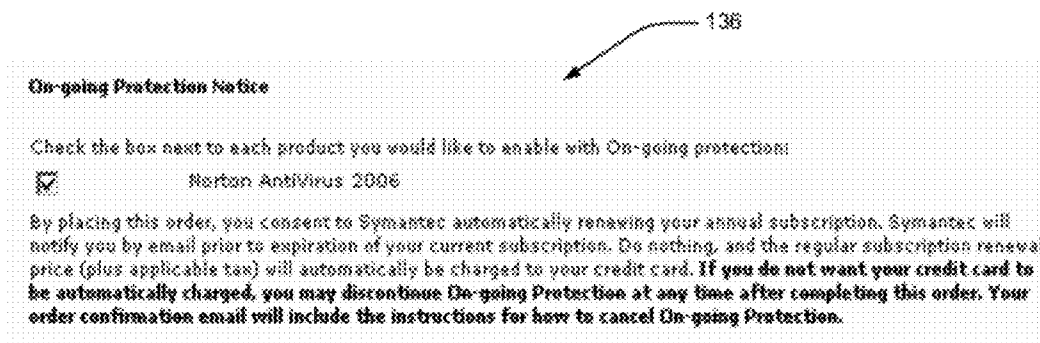 136
On-going Protection Notice
Check the box next to each product you would like to enable with On-going protection:
Norton AntiVirus 2006
By placing this order, you consent to Symantec automatically renewing your annual subscription. Symantec will
notify you by email prior to expiration of your current subscription. Do nothing, and the regular subscription renewal
price (plus applicable tax) will automatically be charged to your credit card. If you do not want your credit card to
be automatically charged, you may discontinue On-going Protection at any time after completing this order. Your
order confirmation email will include the instructions for how to cancel On-going Protection.